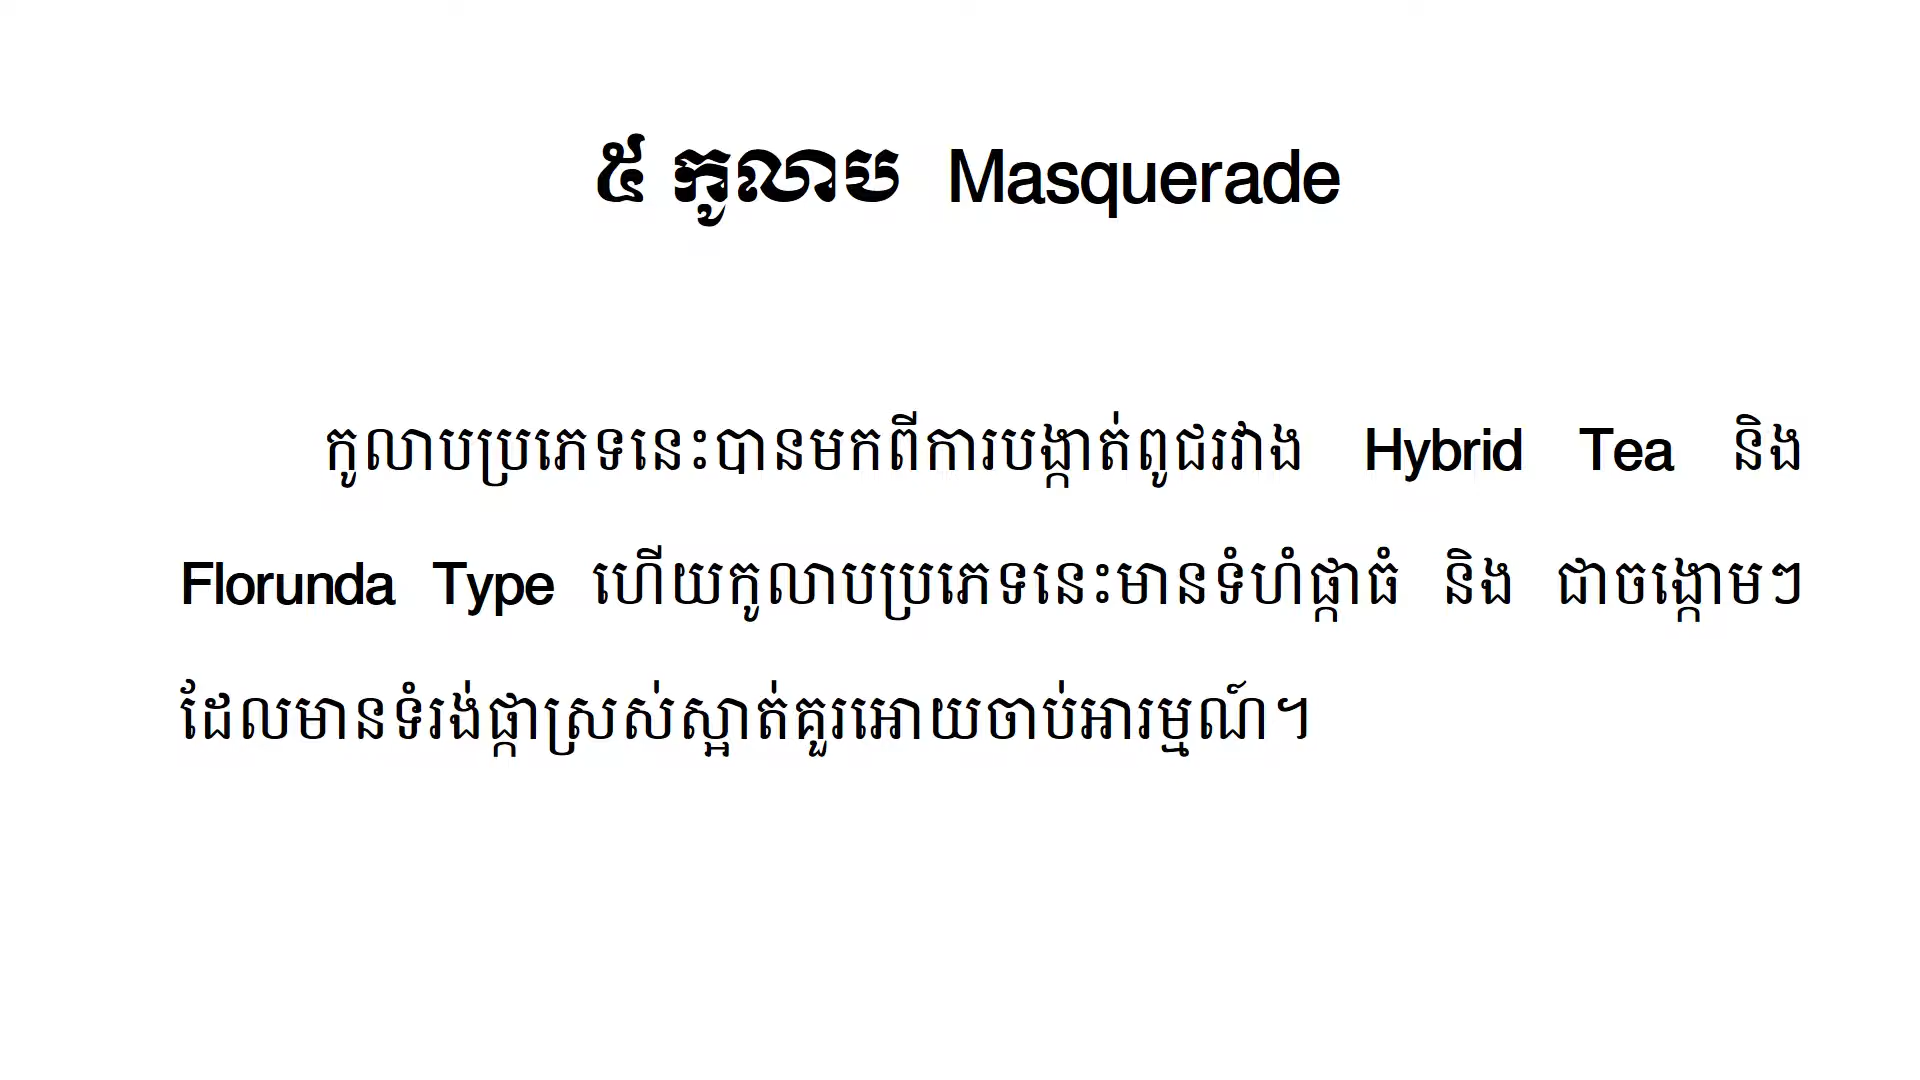 ៥ កូលាប Masquerade
កូលាបប្រភេទនេះបានមកពីការបង្កាត់ពូជរវាង Hybrid Tea និង
Florunda Type ហើយកូលាបប្រភេទនេះមានទំហំផ្កាធំ និង ជាចង្កោមៗ
ដែលមានទំរង់ផ្កាស្រស់ស្អាត់គួរអោយចាប់អារម្មណ៍។